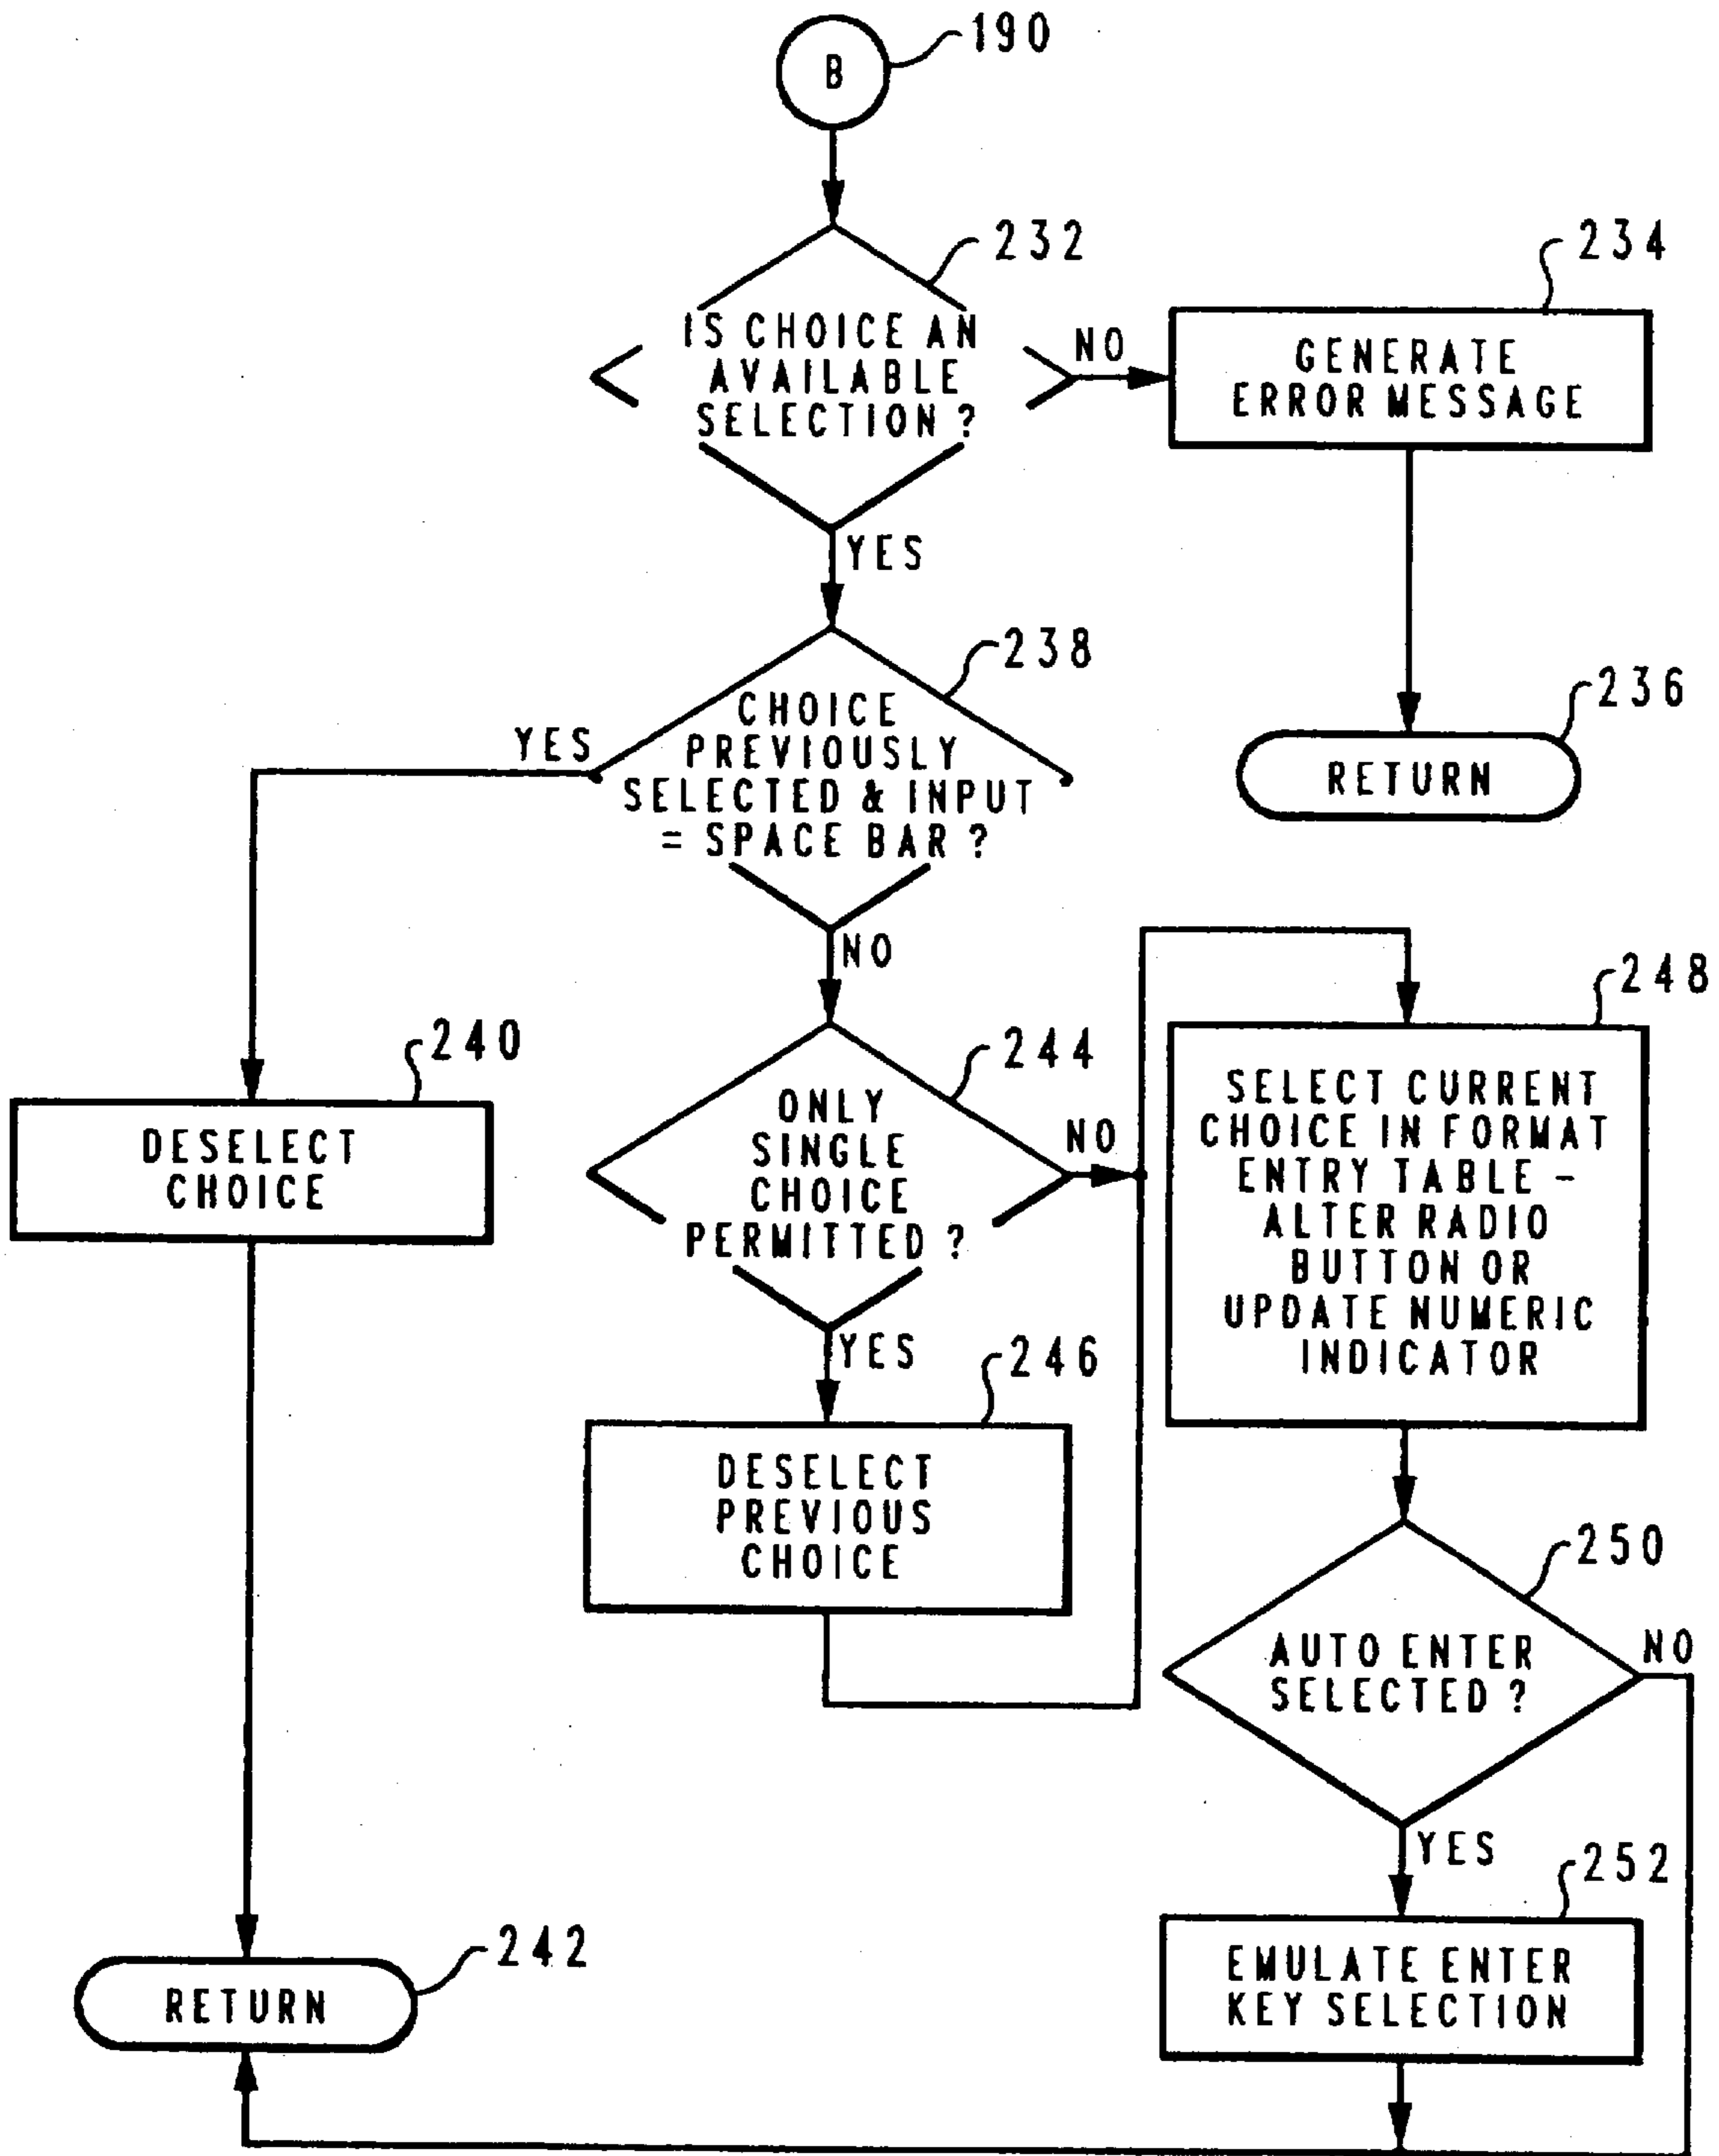 B
190
232
IS CHOICE AN
AVAILABLE
SELECTION ?
NO
234
GENERATE
ERROR MESSAGE
YES
236
RETURN
238
CHOICE
PREVIOUSLY
SELECTED & INPUT
= SPACE BAR ?
YES
NO
240
DESELECT
CHOICE
244
ONLY
SINGLE
CHOICE
PERMITTED ?
NO
248
SELECT CURRENT
CHOICE IN FORMAT
ENTRY TABLE -
ALTER RADIO
BUTTON OR
UPDATE NUMERIC
INDICATOR
YES
246
DESELECT
PREVIOUS
CHOICE
250
AUTO ENTER
SELECTED ?
NO
YES
252
EMULATE ENTER
KEY SELECTION
242
RETURN